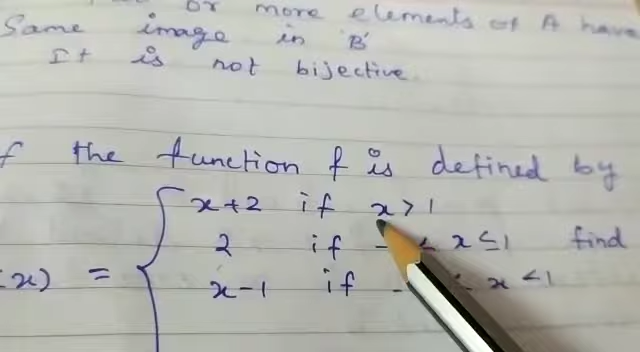 or more elements of A have
Same image in 'B'
It is not bijective.
f the function f is defined by
x+2 if x > 1
2 if - ≤ x ≤ 1 find
x) = 
x-1 if - < x < 1